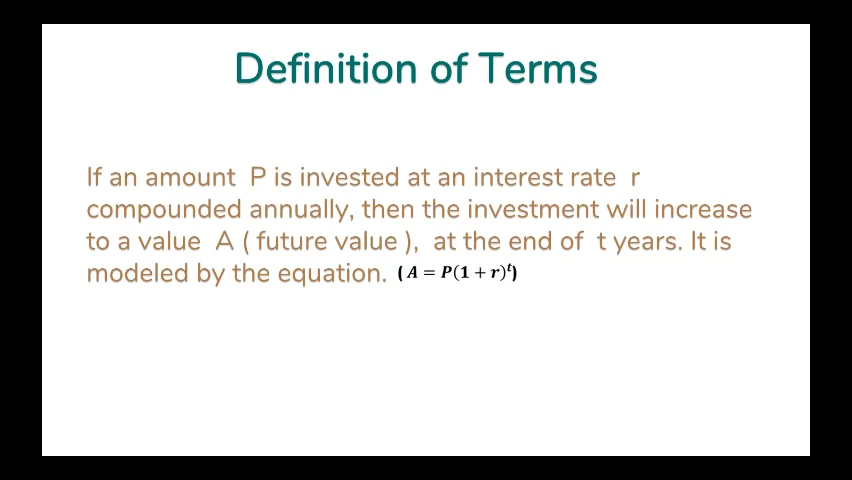 Definition of Terms
If an amount P is invested at an interest rate r
compounded annually, then the investment will increase
to a value A ( future value ), at the end of t years. It is
modeled by the equation. ( A = P(1 + r)^t)